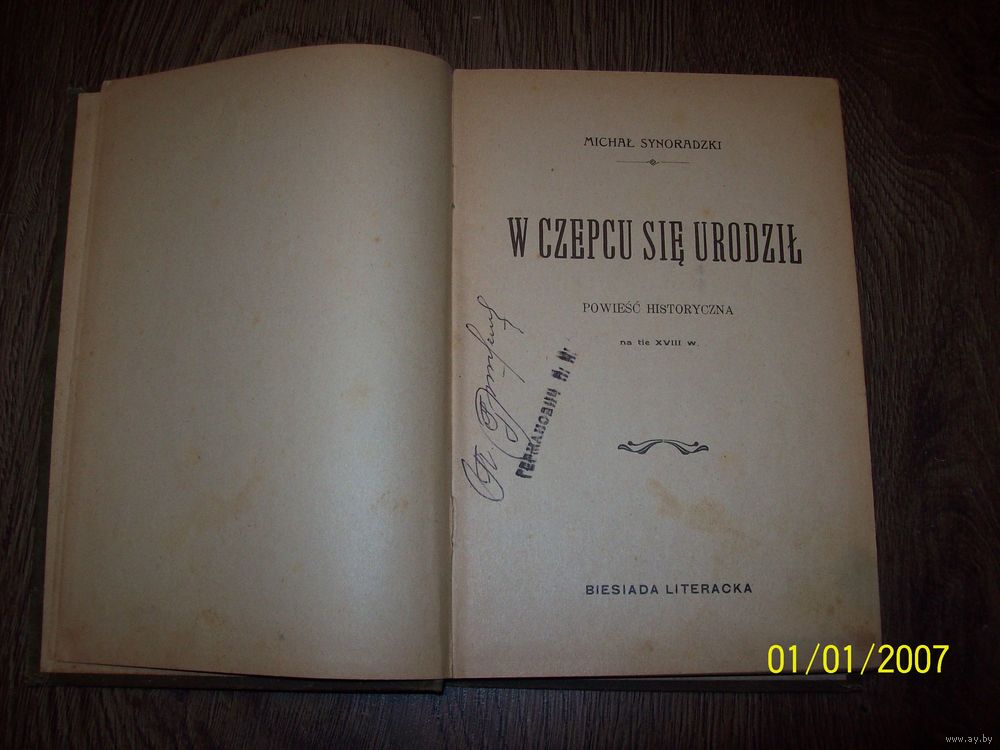 MICHAŁ SYNORADZKI
W CZEPCU SIĘ URODZIŁ
POWIEŚĆ HISTORYCZNA
na tle XVIII w.
BIESIADA LITERACKA
01/01/2007
www.ay.by